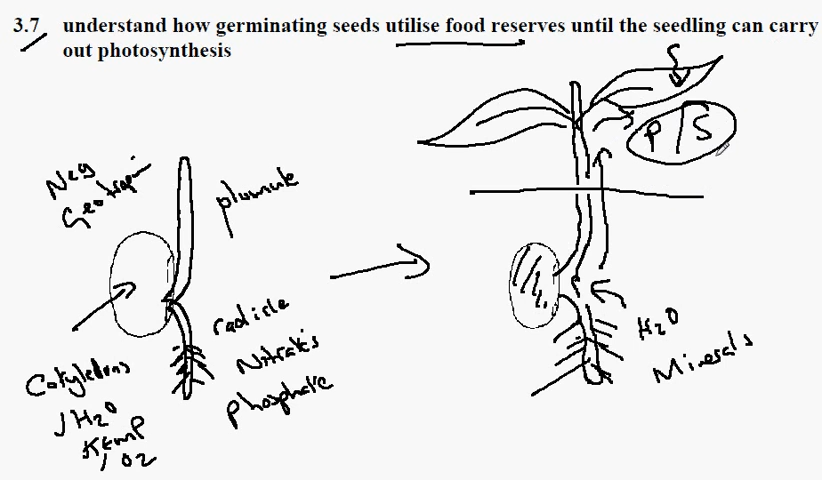 3.7 understand how germinating seeds utilise food reserves until the seedling can carry
out photosynthesis
P/S
Neg
plumule
radicle
H2O
Minerals
Nitrates
phosphate
Cotyledons
H2O
Temp
O2